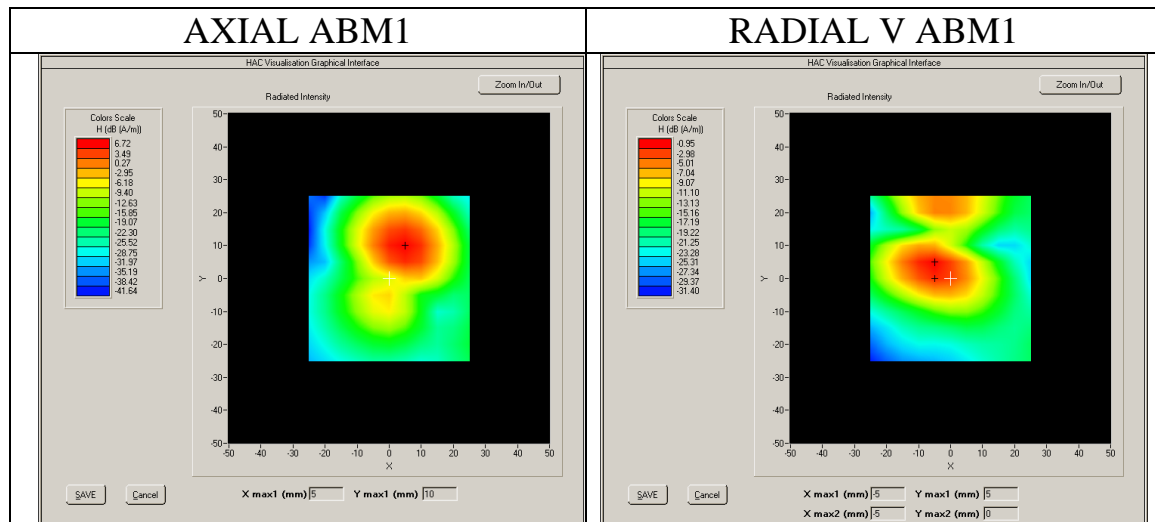 AXIAL ABM1
HAC Visualisation Graphical Interface
Zoom In/Out
Radiated Intensity
Colors Scale
H (dB (A/m))
6.72
3.49
0.27
-2.95
-6.18
-9.40
-12.63
-15.85
-19.07
-22.30
-25.52
-28.75
-31.97
-35.19
-38.42
-41.64
50-
40-
30-
20-
10-
Y 0-
-10-
-20-
-30-
-40-
-50-
-50 -40 -30 -20 -10 0 10 20 30 40 50
X
SAVE Cancel X max1 (mm) 5 Y max1 (mm) 10
RADIAL V ABM1
HAC Visualisation Graphical Interface
Zoom In/Out
Radiated Intensity
Colors Scale
H (dB (A/m))
-0.95
-2.98
-5.01
-7.04
-9.07
-11.10
-13.13
-15.16
-17.19
-19.22
-21.25
-23.28
-25.31
-27.34
-29.37
-31.40
50-
40-
30-
20-
10-
Y 0-
-10-
-20-
-30-
-40-
-50-
-50 -40 -30 -20 -10 0 10 20 30 40 50
X
SAVE Cancel X max1 (mm) -5 Y max1 (mm) 5
X max2 (mm) -5 Y max2 (mm) 0